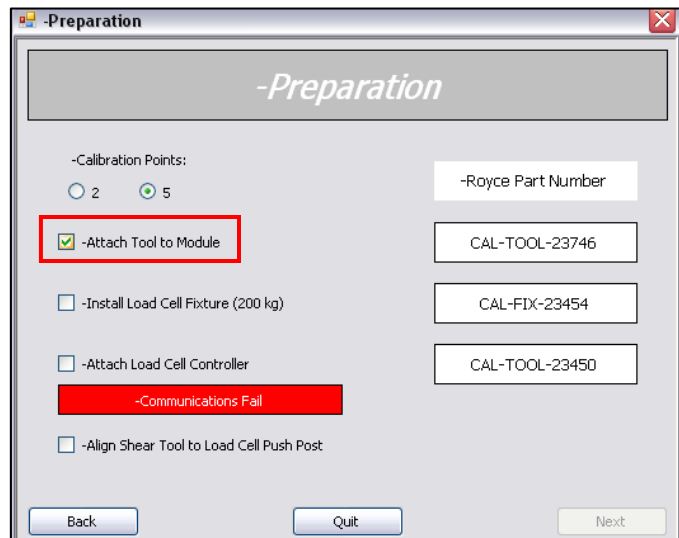 -Preparation
-Preparation
-Calibration Points:
2 5
-Royce Part Number
-Attach Tool to Module
CAL-TOOL-23746
-Install Load Cell Fixture (200 kg)
CAL-FIX-23454
-Attach Load Cell Controller
CAL-TOOL-23450
-Communications Fail
-Align Shear Tool to Load Cell Push Post
Back Quit Next